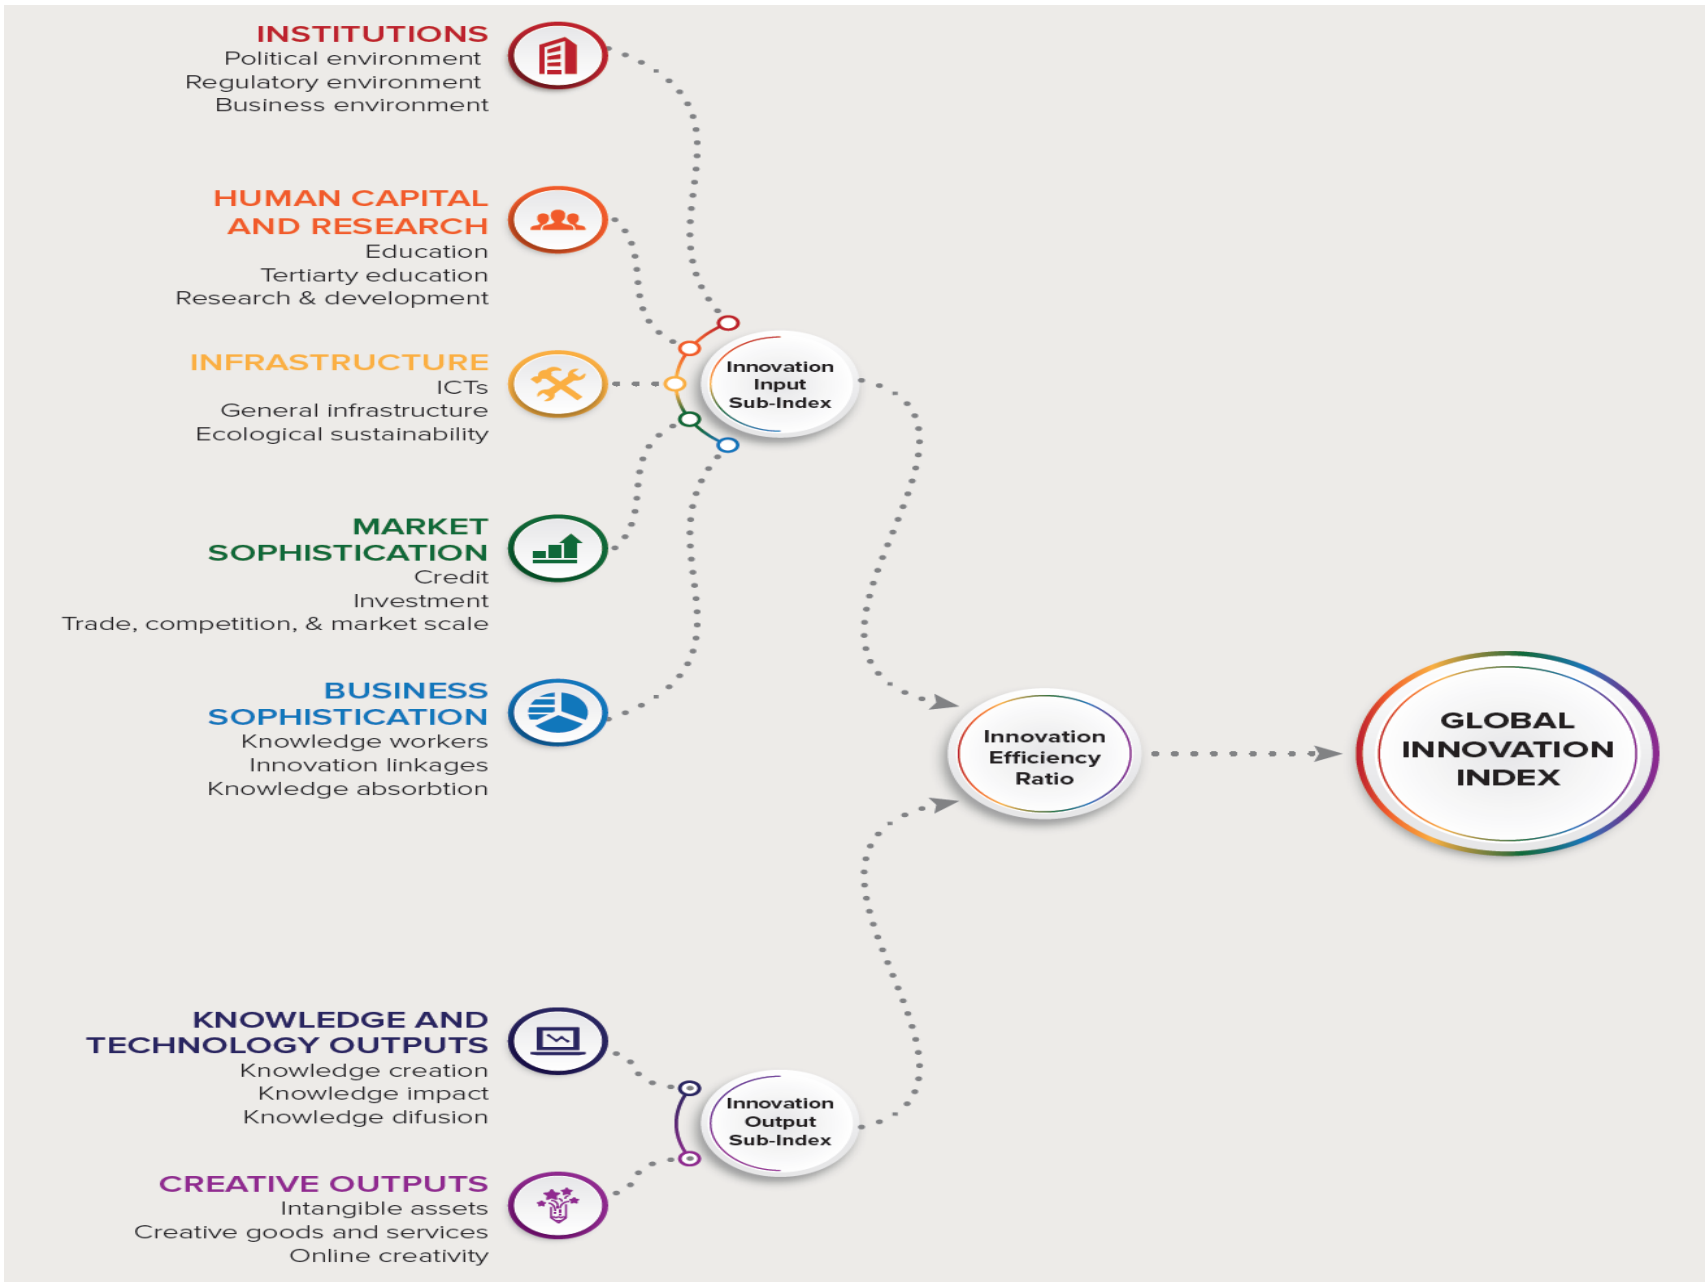 INSTITUTIONS
Political environment
Regulatory environment
Business environment
HUMAN CAPITAL
AND RESEARCH
Education
Tertiarty education
Research & development
INFRASTRUCTURE
ICTs
General infrastructure
Ecological sustainability
MARKET
SOPHISTICATION
Credit
Investment
Trade, competition, & market scale
BUSINESS
SOPHISTICATION
Knowledge workers
Innovation linkages
Knowledge absorbtion
KNOWLEDGE AND
TECHNOLOGY OUTPUTS
Knowledge creation
Knowledge impact
Knowledge difusion
CREATIVE OUTPUTS
Intangible assets
Creative goods and services
Online creativity
Innovation
Input
Sub-Index
Innovation
Output
Sub-Index
Innovation
Efficiency
Ratio
GLOBAL
INNOVATION
INDEX